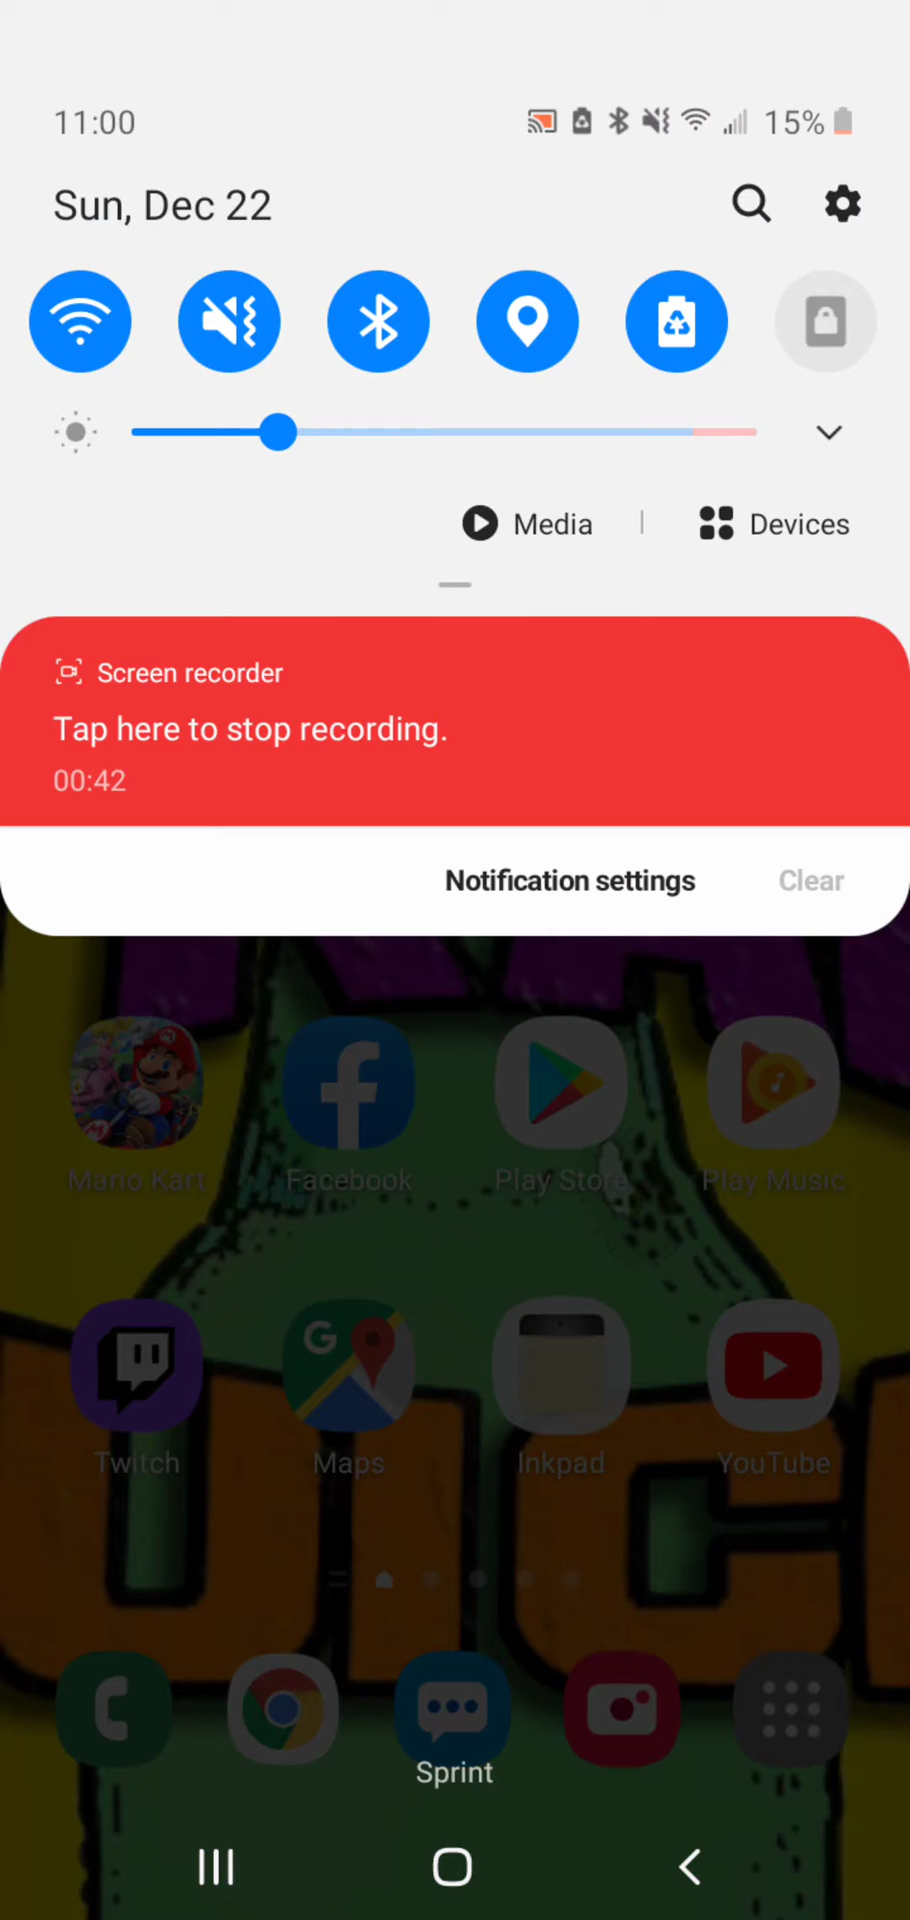 11:00 15%
Sun, Dec 22
Media | Devices
Screen recorder
Tap here to stop recording.
00:42
Notification settings Clear
Mario Kart Facebook Play Store Play Music
Twitch Maps Inkpad YouTube
Sprint